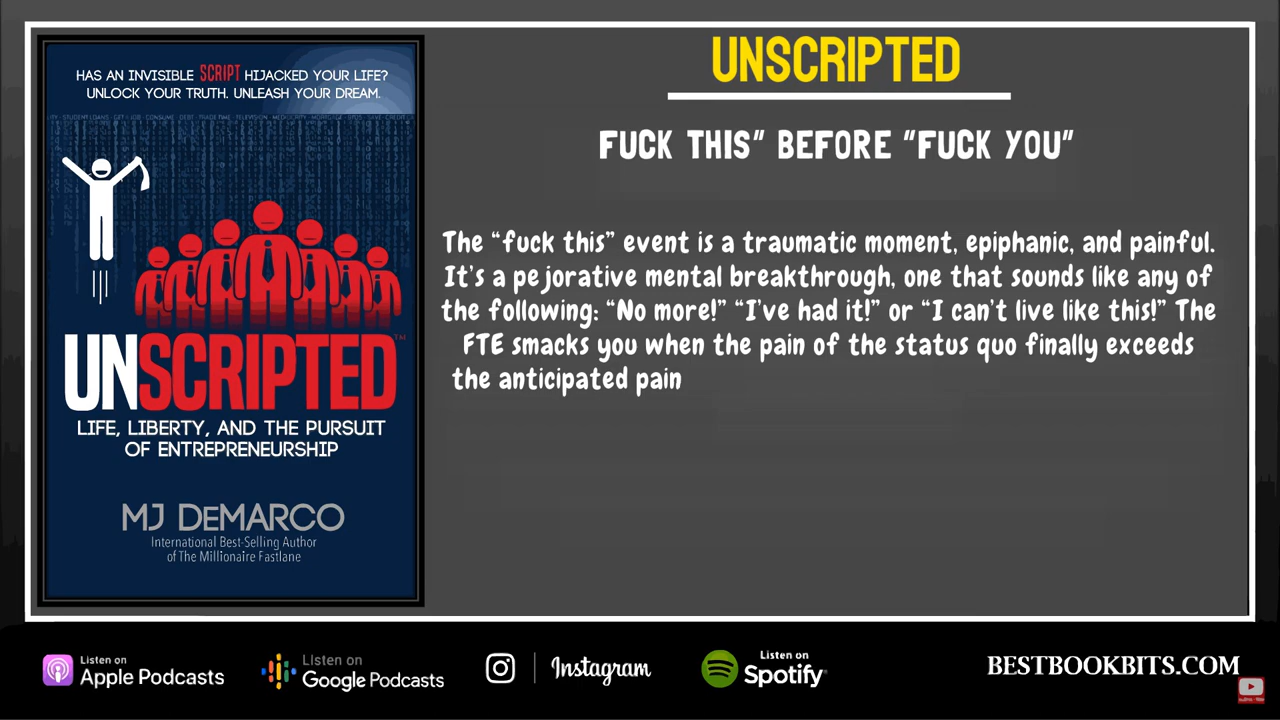 HAS AN INVISIBLE SCRIPT HIJACKED YOUR LIFE?
UNLOCK YOUR TRUTH. UNLEASH YOUR DREAM.
UNSCRIPTED™
LIFE, LIBERTY, AND THE PURSUIT
OF ENTREPRENEURSHIP
MJ DEMARCO
International Best-Selling Author
of The Millionaire Fastlane
UNSCRIPTED
FUCK THIS” BEFORE “FUCK YOU”
The “fuck this” event is a traumatic moment, epiphanic, and painful.
It’s a pejorative mental breakthrough, one that sounds like any of
the following: “No more!” “I’ve had it!” or “I can’t live like this!” The
FTE smacks you when the pain of the status quo finally exceeds
the anticipated pain
Listen on
Apple Podcasts
Listen on
Google Podcasts
Instagram
Listen on
Spotify
BESTBOOKBITS.COM